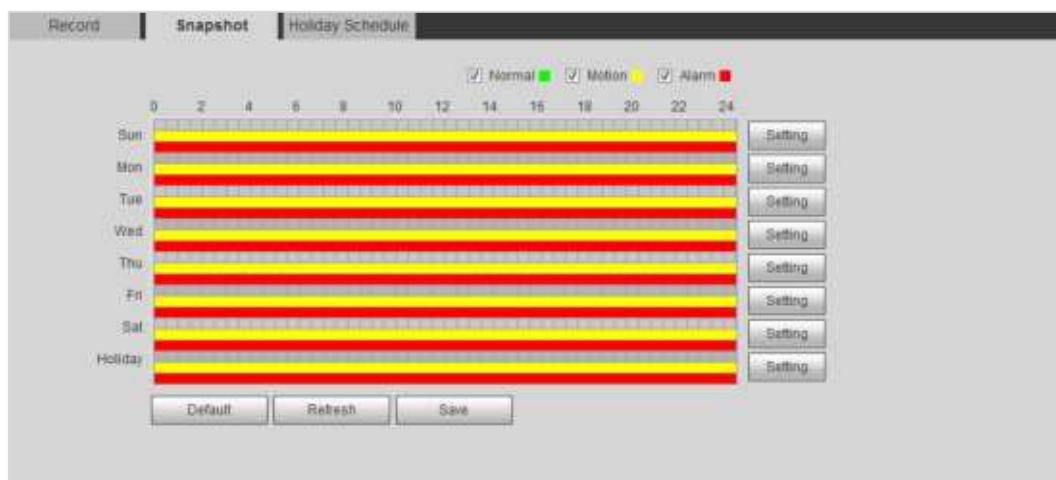 Record Snapshot Holiday Schedule
Normal Motion Alarm
0 2 4 6 8 10 12 14 16 18 20 22 24
Sun Setting
Mon Setting
Tue Setting
Wed Setting
Thu Setting
Fri Setting
Sat Setting
Holiday Setting
Default Refresh Save